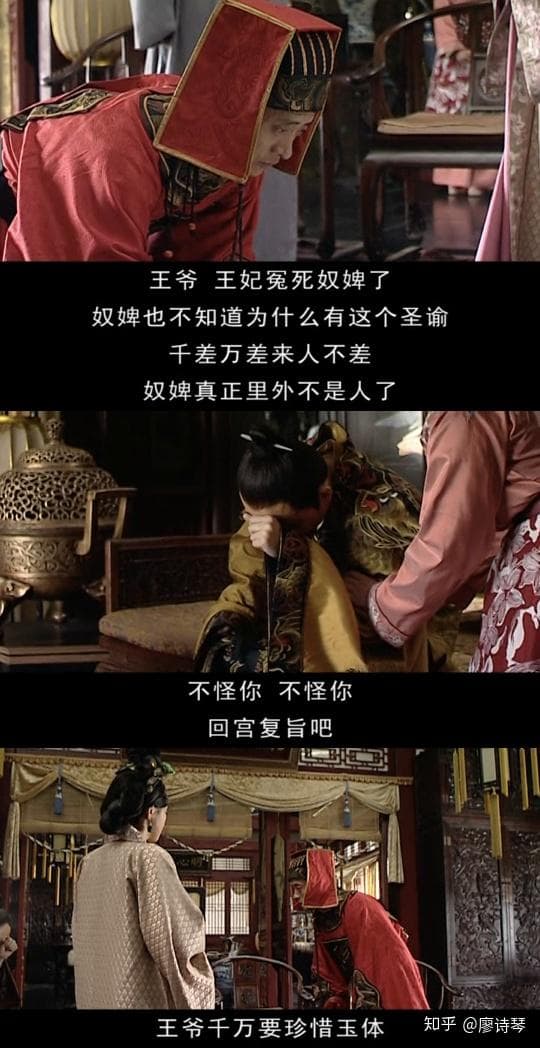 王爷 王妃冤死奴婢了
奴婢也不知道为什么有这个圣谕
千差万差来人不差
奴婢真正里外不是人了
不怪你 不怪你
回宫复旨吧
王爷千万要珍惜玉体
知乎 @廖诗琴